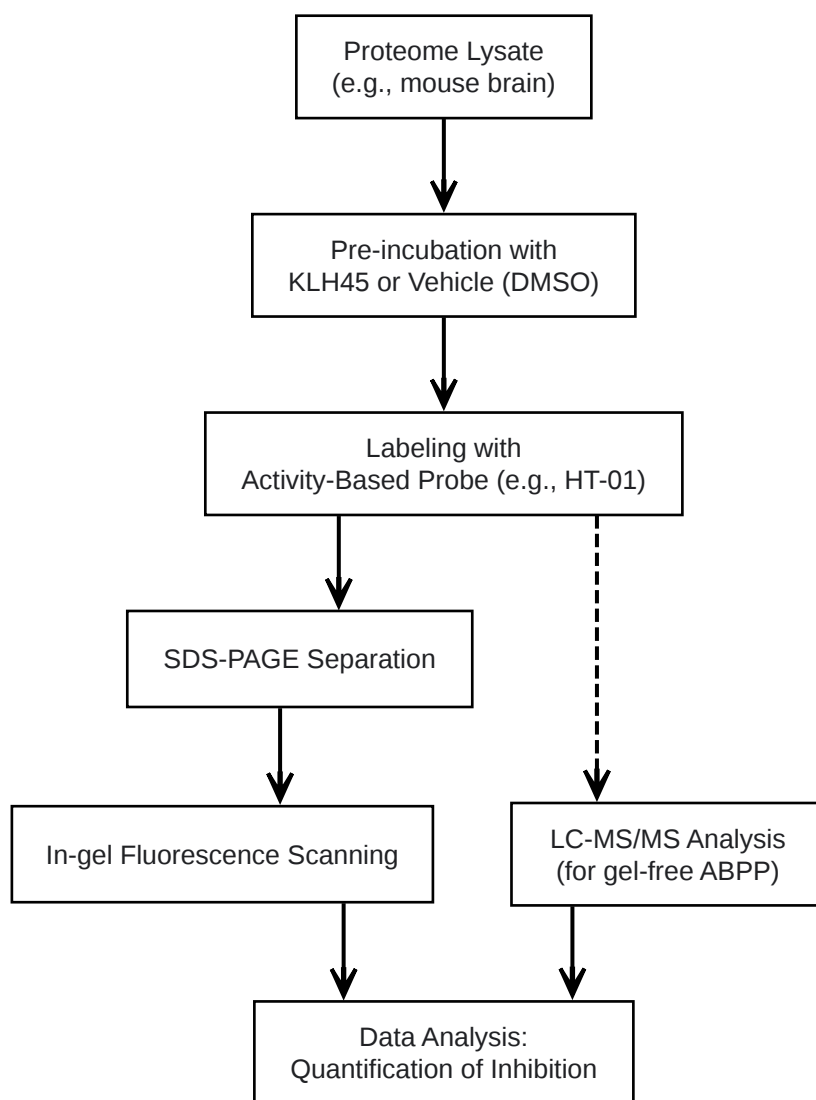 Proteome Lysate
(e.g., mouse brain)
Pre-incubation with
KLH45 or Vehicle (DMSO)
Labeling with
Activity-Based Probe (e.g., HT-01)
SDS-PAGE Separation
In-gel Fluorescence Scanning
LC-MS/MS Analysis
(for gel-free ABPP)
Data Analysis:
Quantification of Inhibition